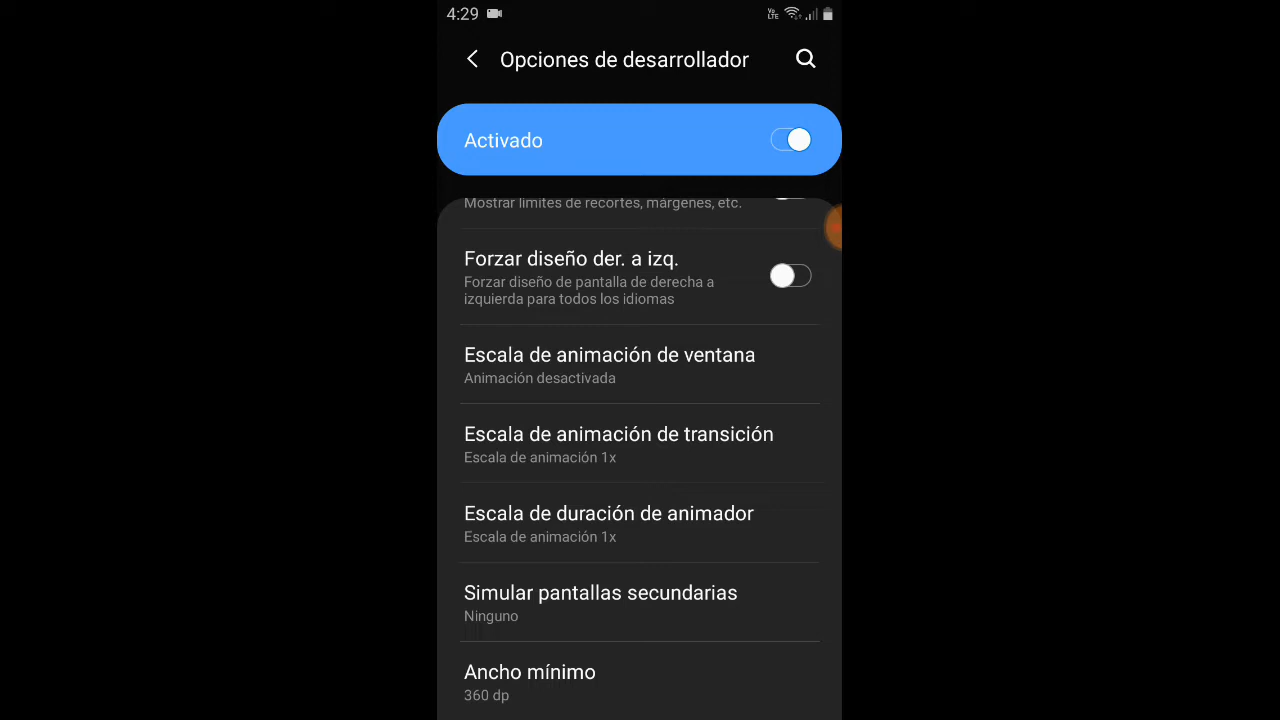 4:29
Vo
LTE
Opciones de desarrollador
Activado
Mostrar límites de recortes, márgenes, etc.
Forzar diseño der. a izq.
Forzar diseño de pantalla de derecha a
izquierda para todos los idiomas
Escala de animación de ventana
Animación desactivada
Escala de animación de transición
Escala de animación 1x
Escala de duración de animador
Escala de animación 1x
Simular pantallas secundarias
Ninguno
Ancho mínimo
360 dp